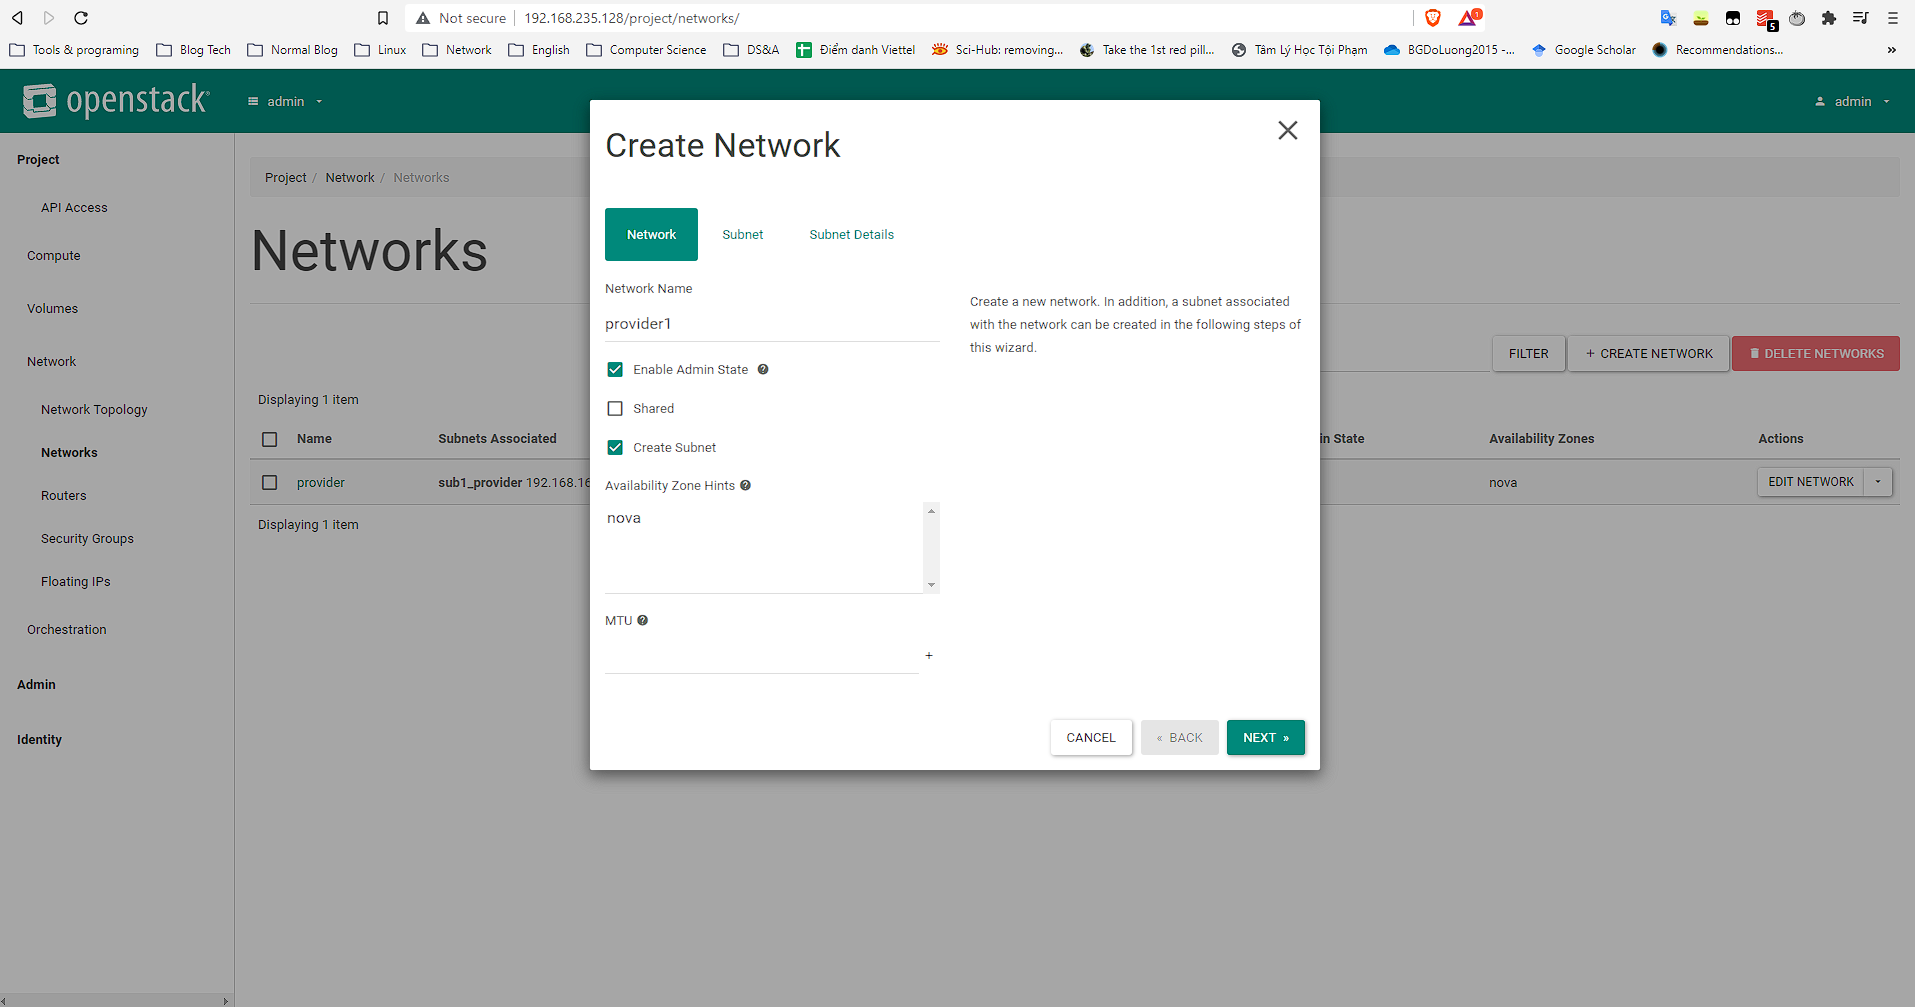 Not secure 192.168.235.128/project/networks/ 1 5
Tools & programing Blog Tech Normal Blog Linux Network English Computer Science DS&A Điểm danh Viettel Sci-Hub: removing... Take the 1st red pill... Tâm Lý Học Tội Phạm BGDoLuong2015 -... Google Scholar Recommendations... »
openstack admin admin
Project
API Access
Compute
Volumes
Network
Network Topology
Networks
Routers
Security Groups
Floating IPs
Orchestration
Admin
Identity
Project / Network / Networks
Networks
FILTER + CREATE NETWORK DELETE NETWORKS
Displaying 1 item
Name Subnets Associated in State Availability Zones Actions
provider sub1_provider 192.168.16 nova EDIT NETWORK
Displaying 1 item
Create Network
Network Subnet Subnet Details
Network Name
provider1
Enable Admin State
Shared
Create Subnet
Availability Zone Hints
nova
MTU
+
Create a new network. In addition, a subnet associated
with the network can be created in the following steps of
this wizard.
CANCEL « BACK NEXT »